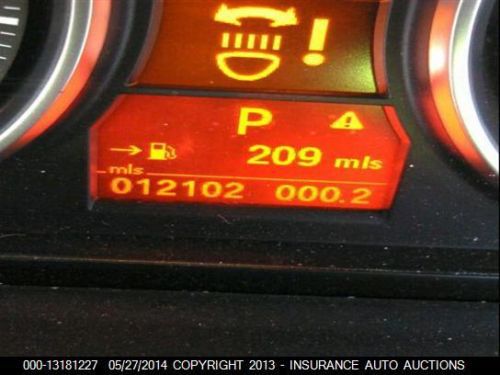 !
P
209 mls
mls
012102 000.2
000-13181227 05/27/2014 COPYRIGHT 2013 - INSURANCE AUTO AUCTIONS